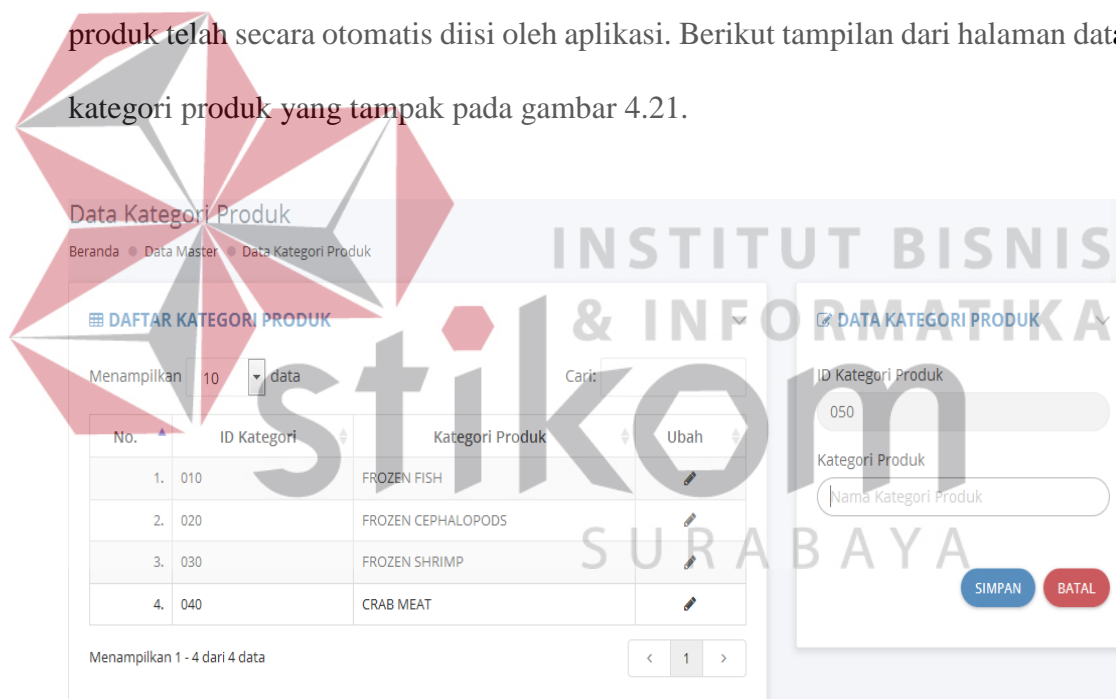 produk telah secara otomatis diisi oleh aplikasi. Berikut tampilan dari halaman data
kategori produk yang tampak pada gambar 4.21.
Data Kategori Produk
Beranda Data Master Data Kategori Produk
INSTITUT BISNIS
& INFORMATIKA
stikom
SURABAYA
DAFTAR KATEGORI PRODUK
Menampilkan 10 data
Cari:
No. ID Kategori Kategori Produk Ubah
1. 010 FROZEN FISH
2. 020 FROZEN CEPHALOPODS
3. 030 FROZEN SHRIMP
4. 040 CRAB MEAT
Menampilkan 1 - 4 dari 4 data
< 1 >
DATA KATEGORI PRODUK
ID Kategori Produk
050
Kategori Produk
Nama Kategori Produk
SIMPAN BATAL